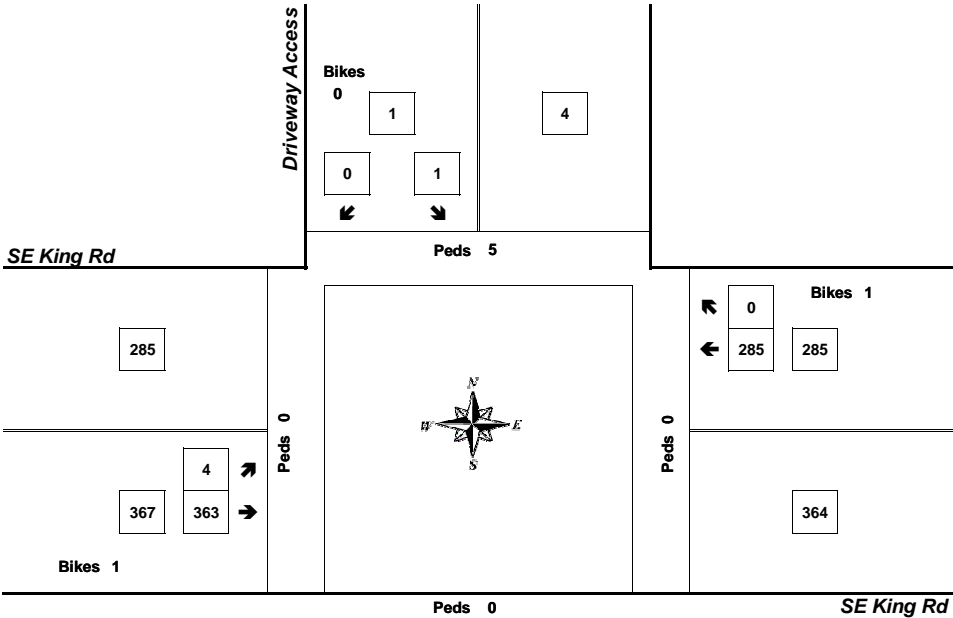 Driveway Access
Bikes
0
1
4
0
1
Peds 5
SE King Rd
Bikes 1
0
285
285
285
N
W
E
S
Peds 0
Peds 0
4
367
363
364
Bikes 1
Peds 0
SE King Rd